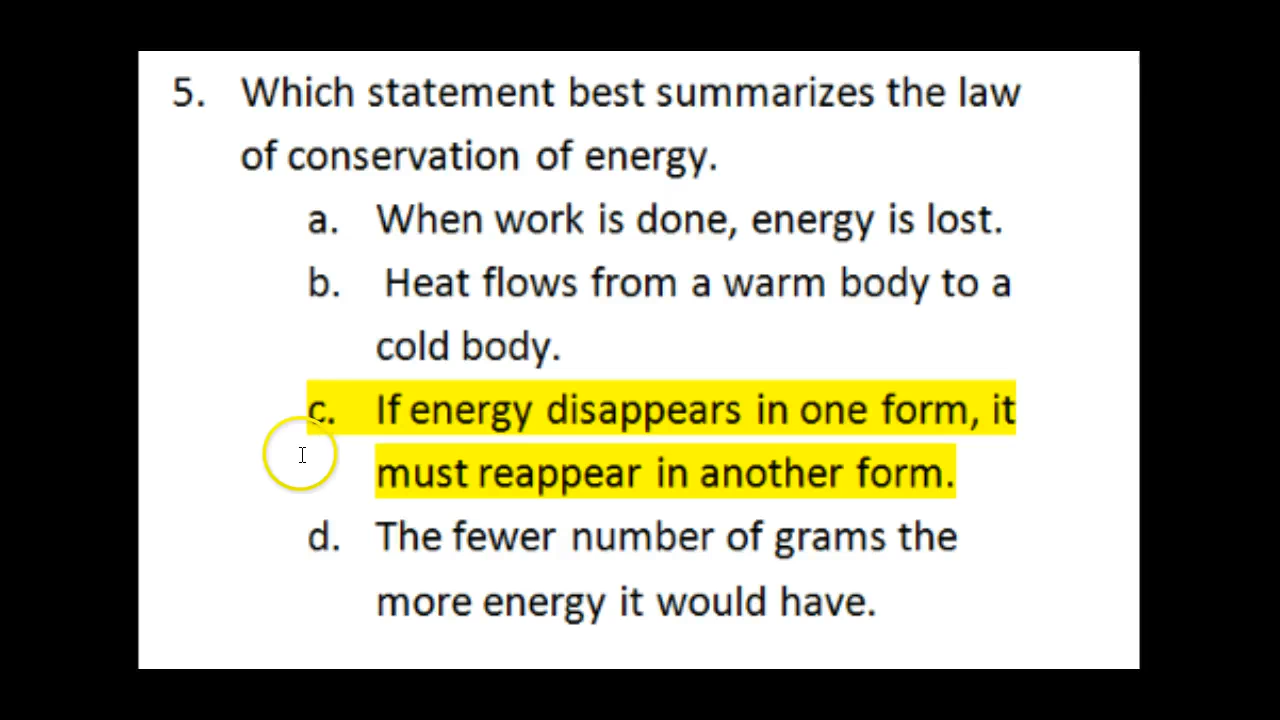 5. Which statement best summarizes the law
of conservation of energy.
a. When work is done, energy is lost.
b. Heat flows from a warm body to a
cold body.
c. If energy disappears in one form, it
must reappear in another form.
d. The fewer number of grams the
more energy it would have.